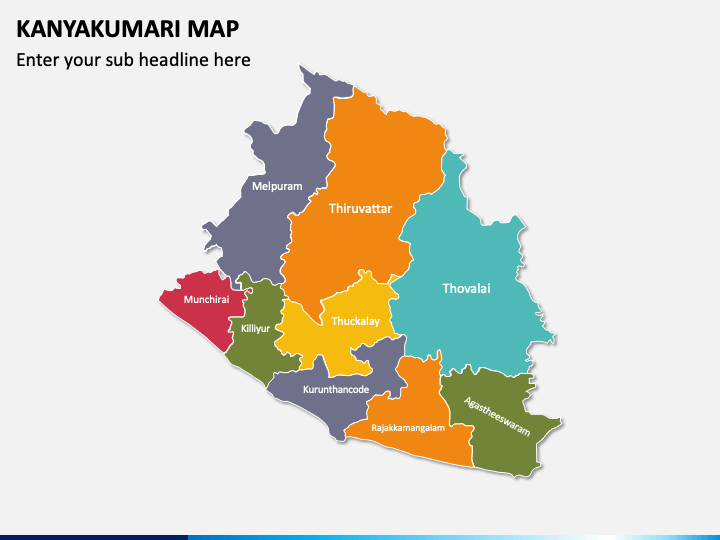 KANYAKUMARI MAP
Enter your sub headline here
Melpuram
Thiruvattar
Thovalai
Munchirai
Killiyur
Thuckalay
Kurunthancode
Agastheeswaram
Rajakkamangalam